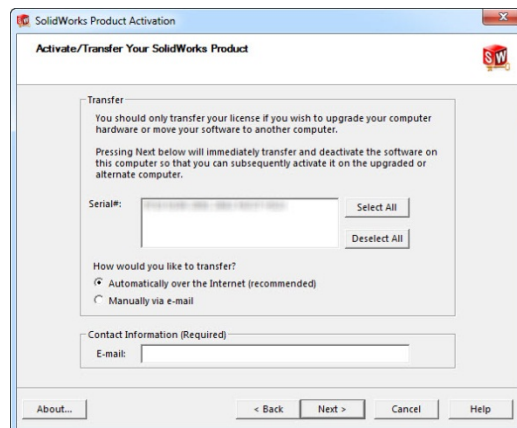 SolidWorks Product Activation
Activate/Transfer Your SolidWorks Product
SW
Transfer
You should only transfer your license if you wish to upgrade your computer
hardware or move your software to another computer.
Pressing Next below will immediately transfer and deactivate the software on
this computer so that you can subsequently activate it on the upgraded or
alternate computer.
Serial#:
Select All
Deselect All
How would you like to transfer?
Automatically over the Internet (recommended)
Manually via e-mail
Contact Information (Required)
E-mail:
About... < Back Next > Cancel Help